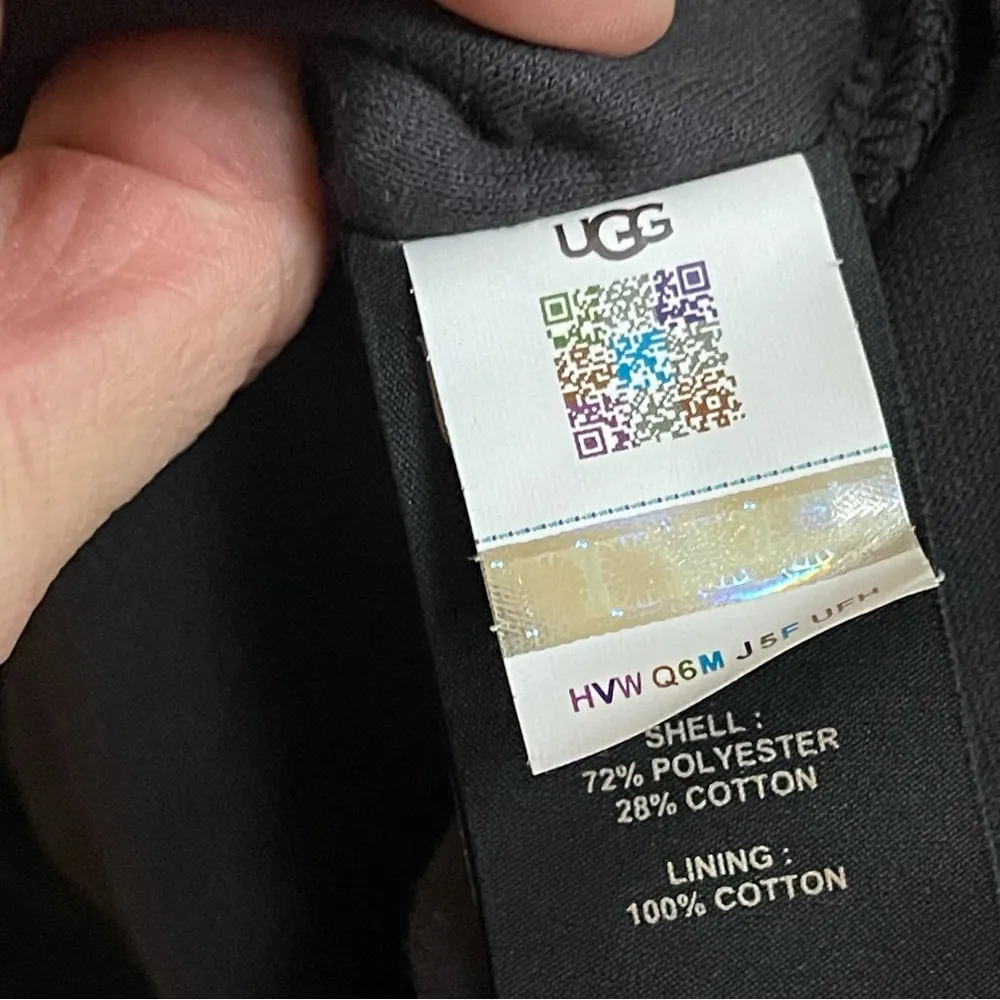 UGG
HVW Q6M J5F UFH
SHELL :
72% POLYESTER
28% COTTON
LINING :
100% COTTON